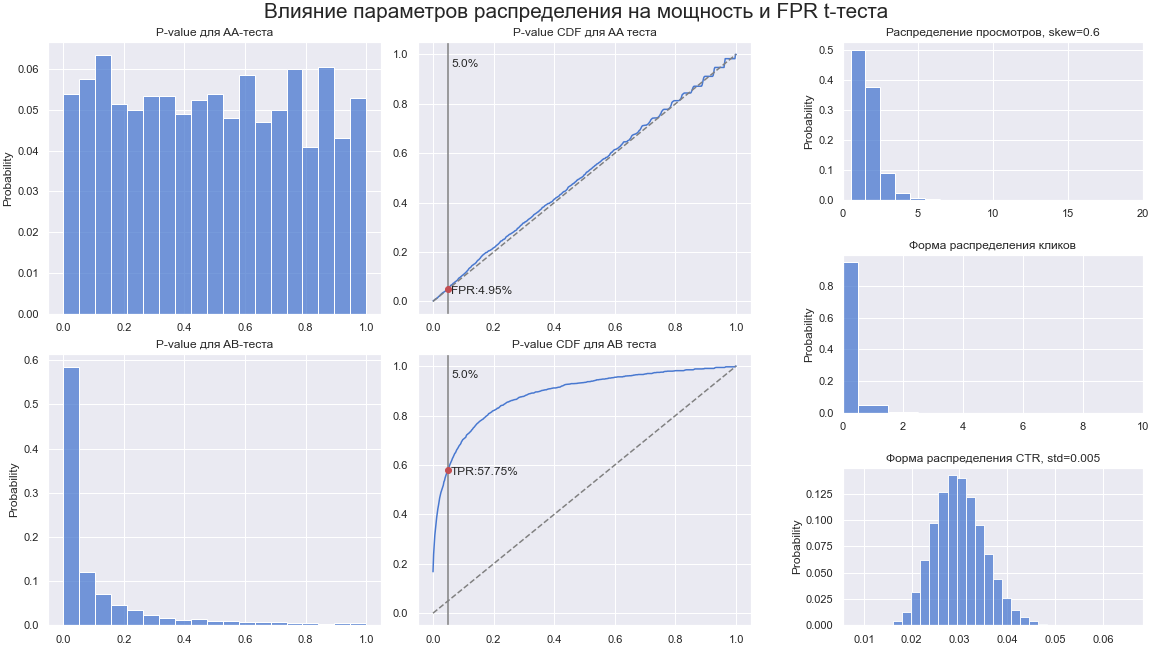 Влияние параметров распределения на мощность и FPR t-теста
P-value для AA-теста
Probability
0.06
0.05
0.04
0.03
0.02
0.01
0.00
0.0 0.2 0.4 0.6 0.8 1.0
P-value CDF для AA теста
5.0%
1.0
0.8
0.6
0.4
0.2
0.0
FPR:4.95%
0.0 0.2 0.4 0.6 0.8 1.0
Распределение просмотров, skew=0.6
Probability
0.5
0.4
0.3
0.2
0.1
0.0
0 5 10 15 20
Форма распределения кликов
Probability
0.8
0.6
0.4
0.2
0.0
0 2 4 6 8 10
P-value для AB-теста
Probability
0.6
0.5
0.4
0.3
0.2
0.1
0.0
0.0 0.2 0.4 0.6 0.8 1.0
P-value CDF для AB теста
5.0%
1.0
0.8
0.6
TPR:57.75%
0.4
0.2
0.0
0.0 0.2 0.4 0.6 0.8 1.0
Форма распределения CTR, std=0.005
Probability
0.125
0.100
0.075
0.050
0.025
0.000
0.01 0.02 0.03 0.04 0.05 0.06